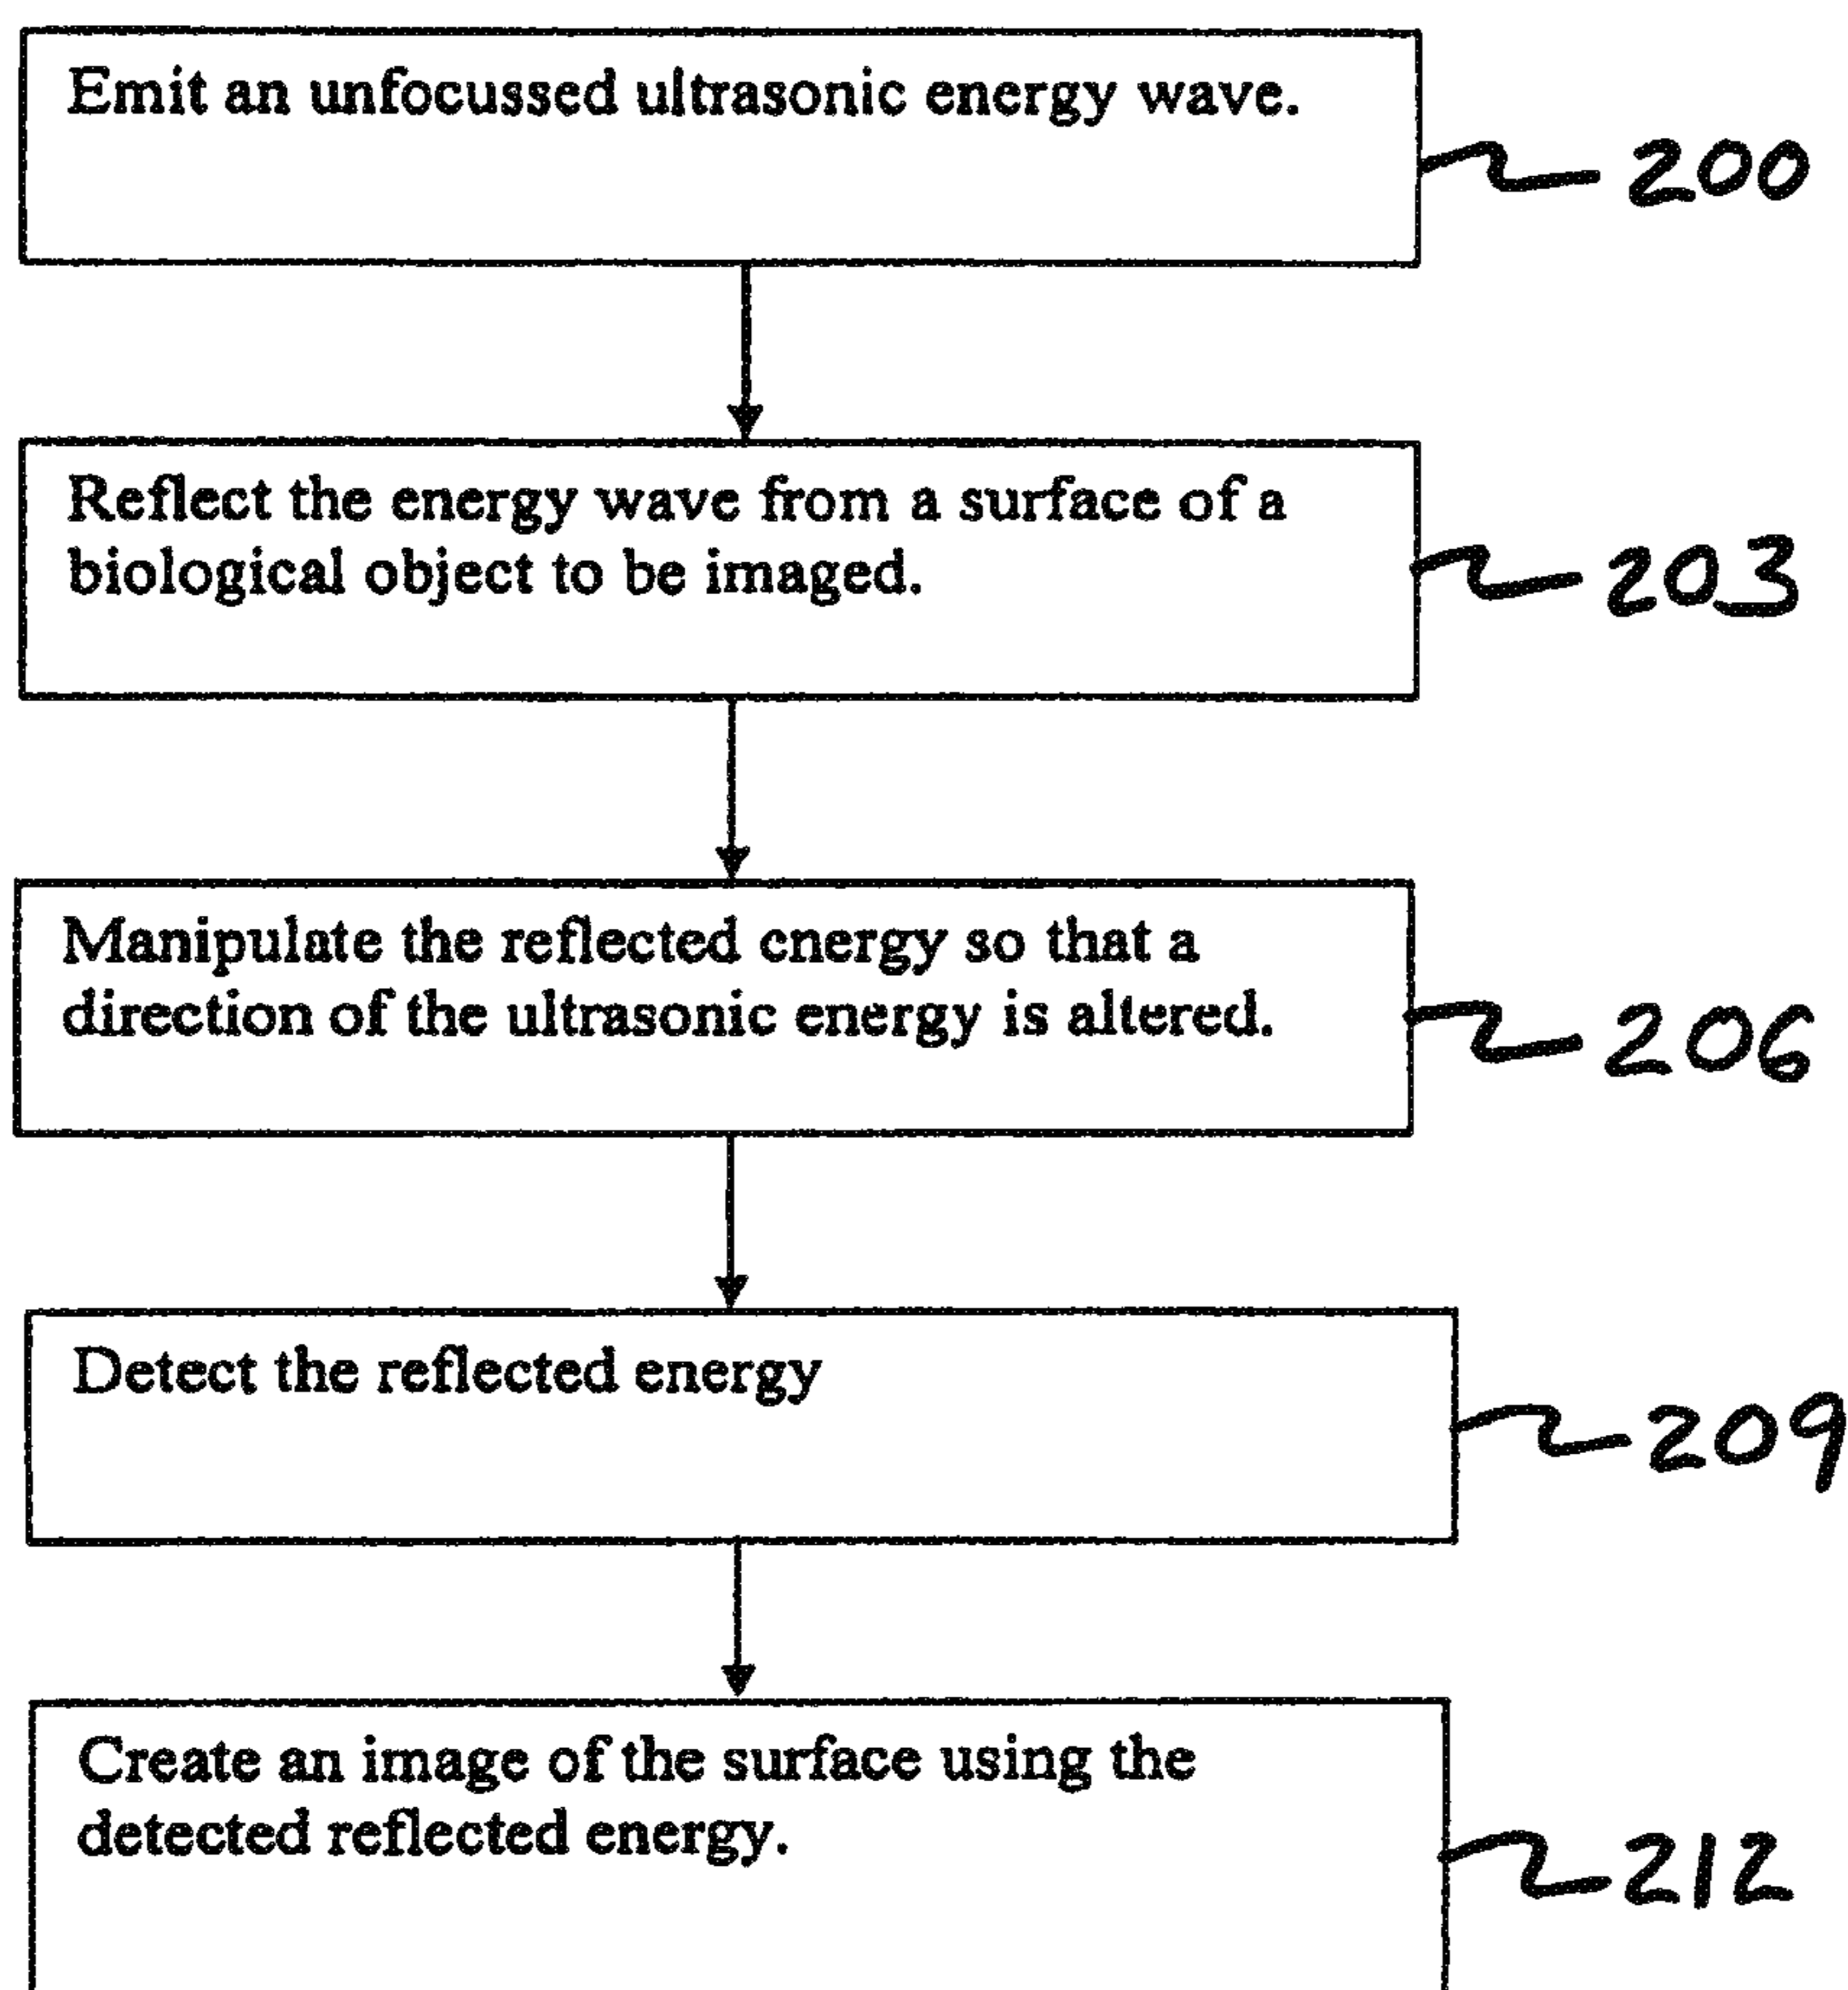 Emit an unfocussed ultrasonic energy wave.
200
Reflect the energy wave from a surface of a
biological object to be imaged.
203
Manipulate the reflected energy so that a
direction of the ultrasonic energy is altered.
206
Detect the reflected energy
209
Create an image of the surface using the
detected reflected energy.
212